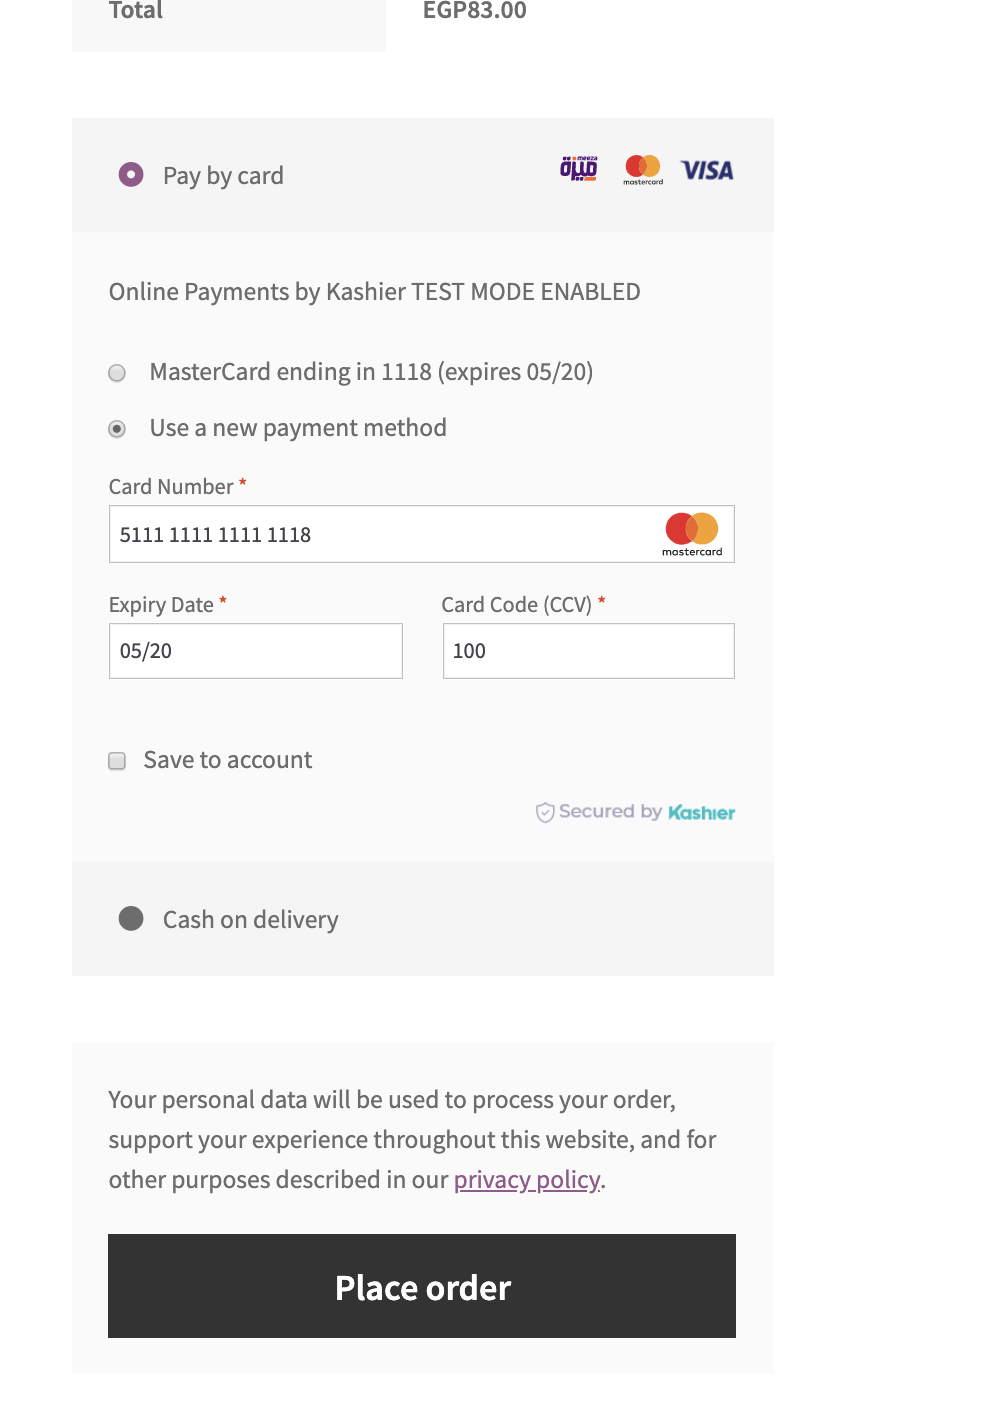 Total EGP83.00
Pay by card meeza ميزة mastercard VISA
Online Payments by Kashier TEST MODE ENABLED
MasterCard ending in 1118 (expires 05/20)
Use a new payment method
Card Number *
5111 1111 1111 1118 mastercard
Expiry Date * Card Code (CCV) *
05/20 100
Save to account
Secured by Kashier
Cash on delivery
Your personal data will be used to process your order,
support your experience throughout this website, and for
other purposes described in our privacy policy.
Place order